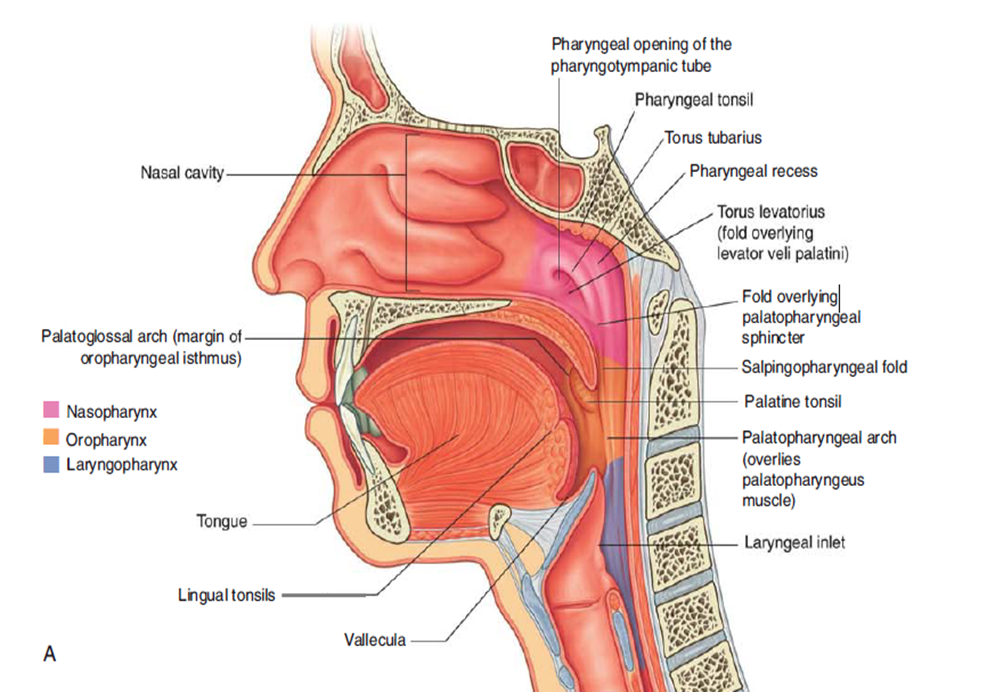 Pharyngeal opening of the
pharyngotympanic tube
Pharyngeal tonsil
Torus tubarius
Nasal cavity
Pharyngeal recess
Torus levatorius
(fold overlying
levator veli palatini)
Fold overlying
palatopharyngeal
sphincter
Palatoglossal arch (margin of
oropharyngeal isthmus)
Salpingopharyngeal fold
Palatine tonsil
Nasopharynx
Oropharynx
Laryngopharynx
Palatopharyngeal arch
(overlies
palatopharyngeus
muscle)
Tongue
Laryngeal inlet
Lingual tonsils
Vallecula
A